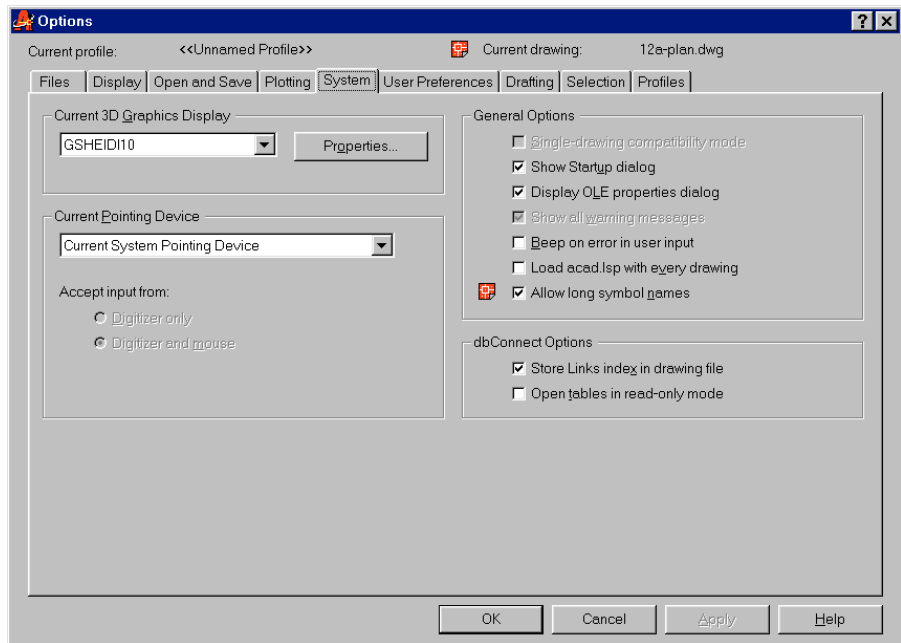 Options
Current profile: <<Unnamed Profile>> Current drawing: 12a-plan.dwg
Files Display Open and Save Plotting System User Preferences Drafting Selection Profiles
Current 3D Graphics Display
GSHEIDI10 Properties...
Current Pointing Device
Current System Pointing Device
Accept input from:
Digitizer only
Digitizer and mouse
General Options
Single-drawing compatibility mode
Show Startup dialog
Display OLE properties dialog
Show all warning messages
Beep on error in user input
Load acad.lsp with every drawing
Allow long symbol names
dbConnect Options
Store Links index in drawing file
Open tables in read-only mode
OK Cancel Apply Help